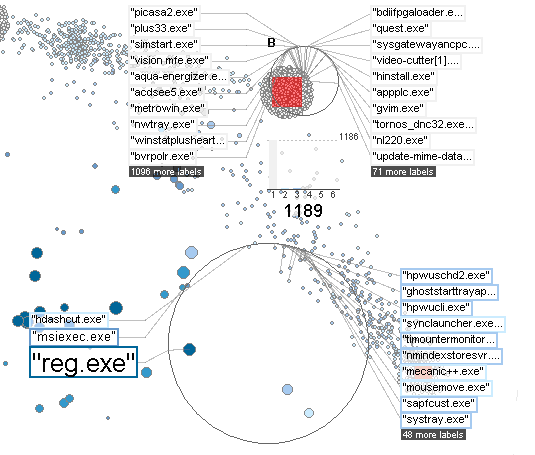 "picasa2.exe"
"plus33.exe"
"simstart.exe"
"vision mfe.exe"
"aqua-energizer.e...
"acdsee5.exe"
"metrowin.exe"
"nwtray.exe"
"winstatplusheart...
"bvrpolr.exe"
1096 more labels
B
"bdiifpgaloader.e...
"quest.exe"
"sysgatewayancpc....
"video-cutter[1]....
"hinstall.exe"
"appplc.exe"
"gvim.exe"
"tornos_dnc32.exe...
"nl220.exe"
"update-mime-data...
71 more labels
1186
1 2 3 4 5 6
1189
"hdashcut.exe"
"msiexec.exe"
"reg.exe"
"hpwuschd2.exe"
"ghoststarttrayap...
"hpwucli.exe"
"synclauncher.exe...
"timountermonitor...
"nmindexstoresvr....
"mecanic++.exe"
"mousemove.exe"
"sapfcust.exe"
"systray.exe"
48 more labels